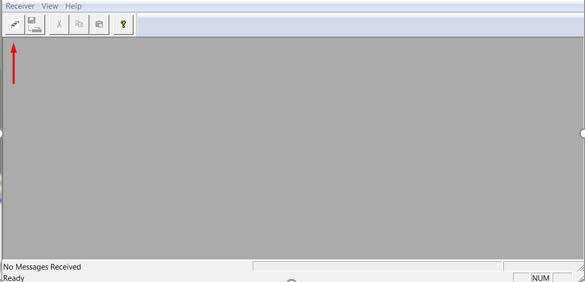 Receiver View Help
?
No Messages Received
Ready NUM